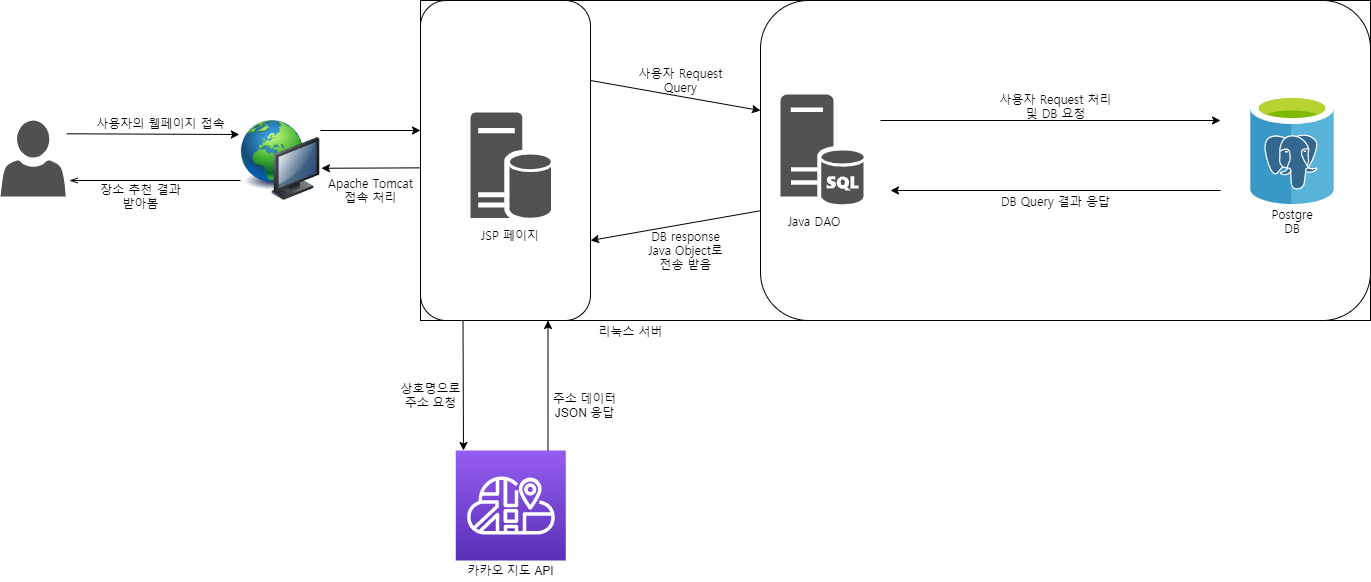 사용자의 웹페이지 접속
장소 추천 결과
받아봄
Apache Tomcat
접속 처리
JSP 페이지
사용자 Request
Query
DB response
Java Object로
전송 받음
SQL
Java DAO
사용자 Request 처리
및 DB 요청
DB Query 결과 응답
Postgre
DB
리눅스 서버
상호명으로
주소 요청
주소 데이터
JSON 응답
카카오 지도 API